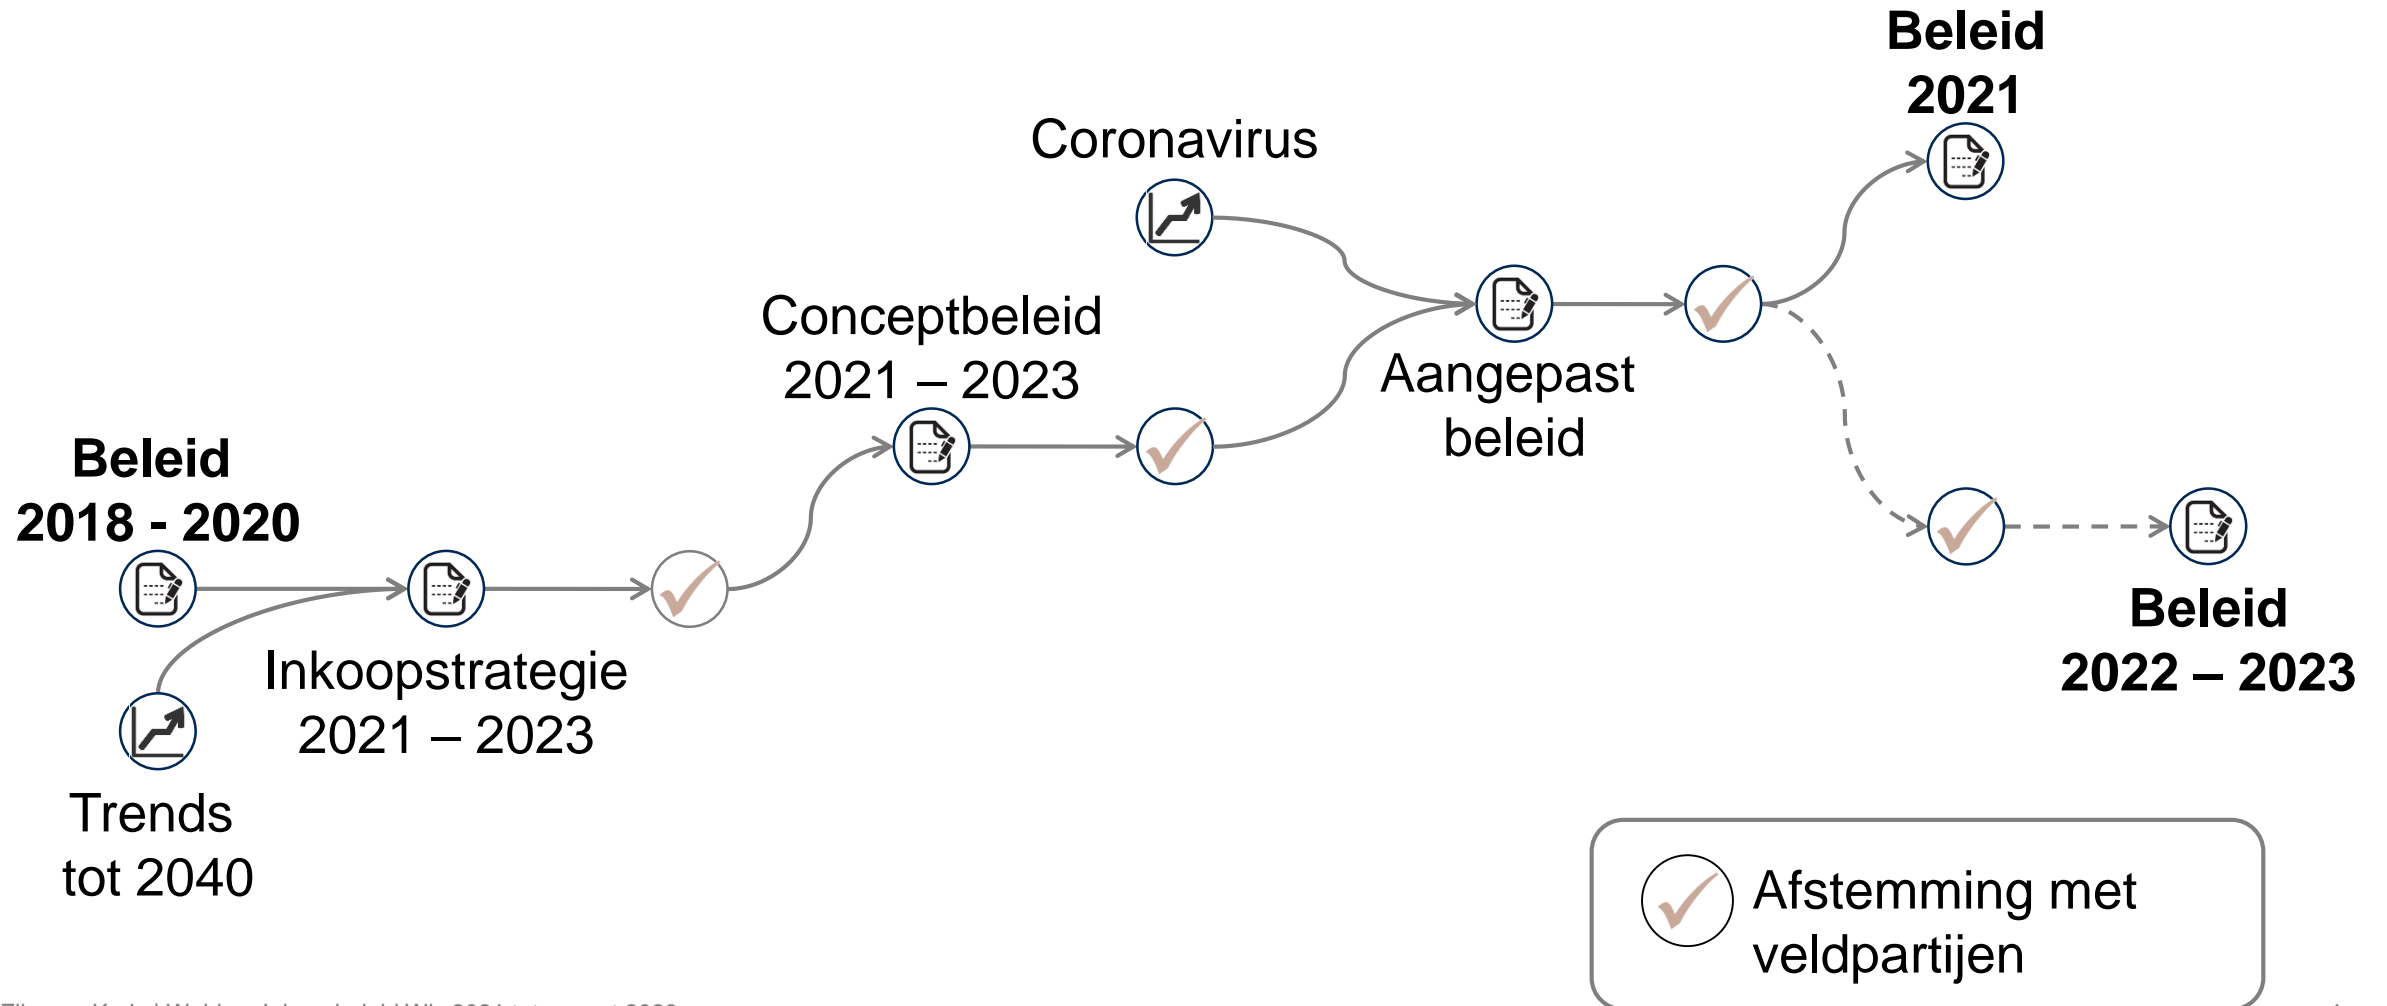 Beleid
2021
Coronavirus
Conceptbeleid
2021 – 2023
Aangepast
beleid
Beleid
2018 - 2020
Inkoopstrategie
2021 – 2023
Beleid
2022 – 2023
Trends
tot 2040
Afstemming met
veldpartijen